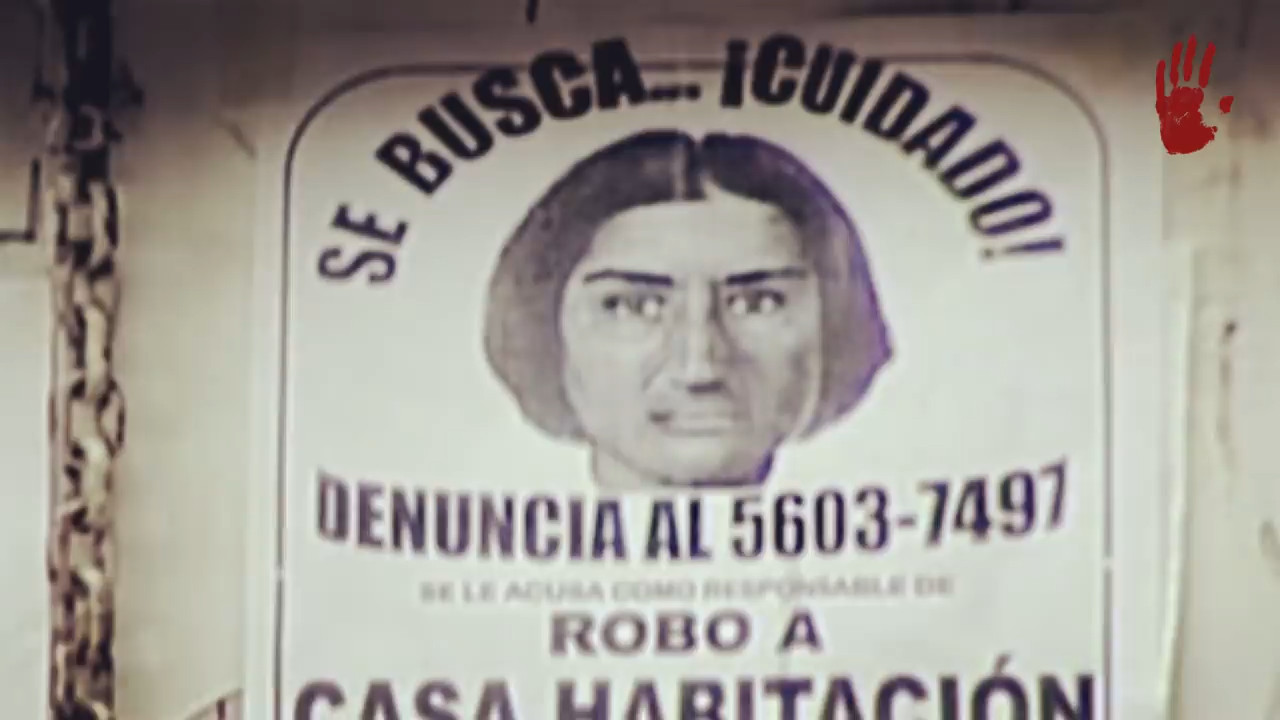 SE BUSCA... ¡CUIDADO!
DENUNCIA AL 5603-7497
SE LE ACUSA COMO RESPONSABLE DE
ROBO A
CASA HABITACIÓN